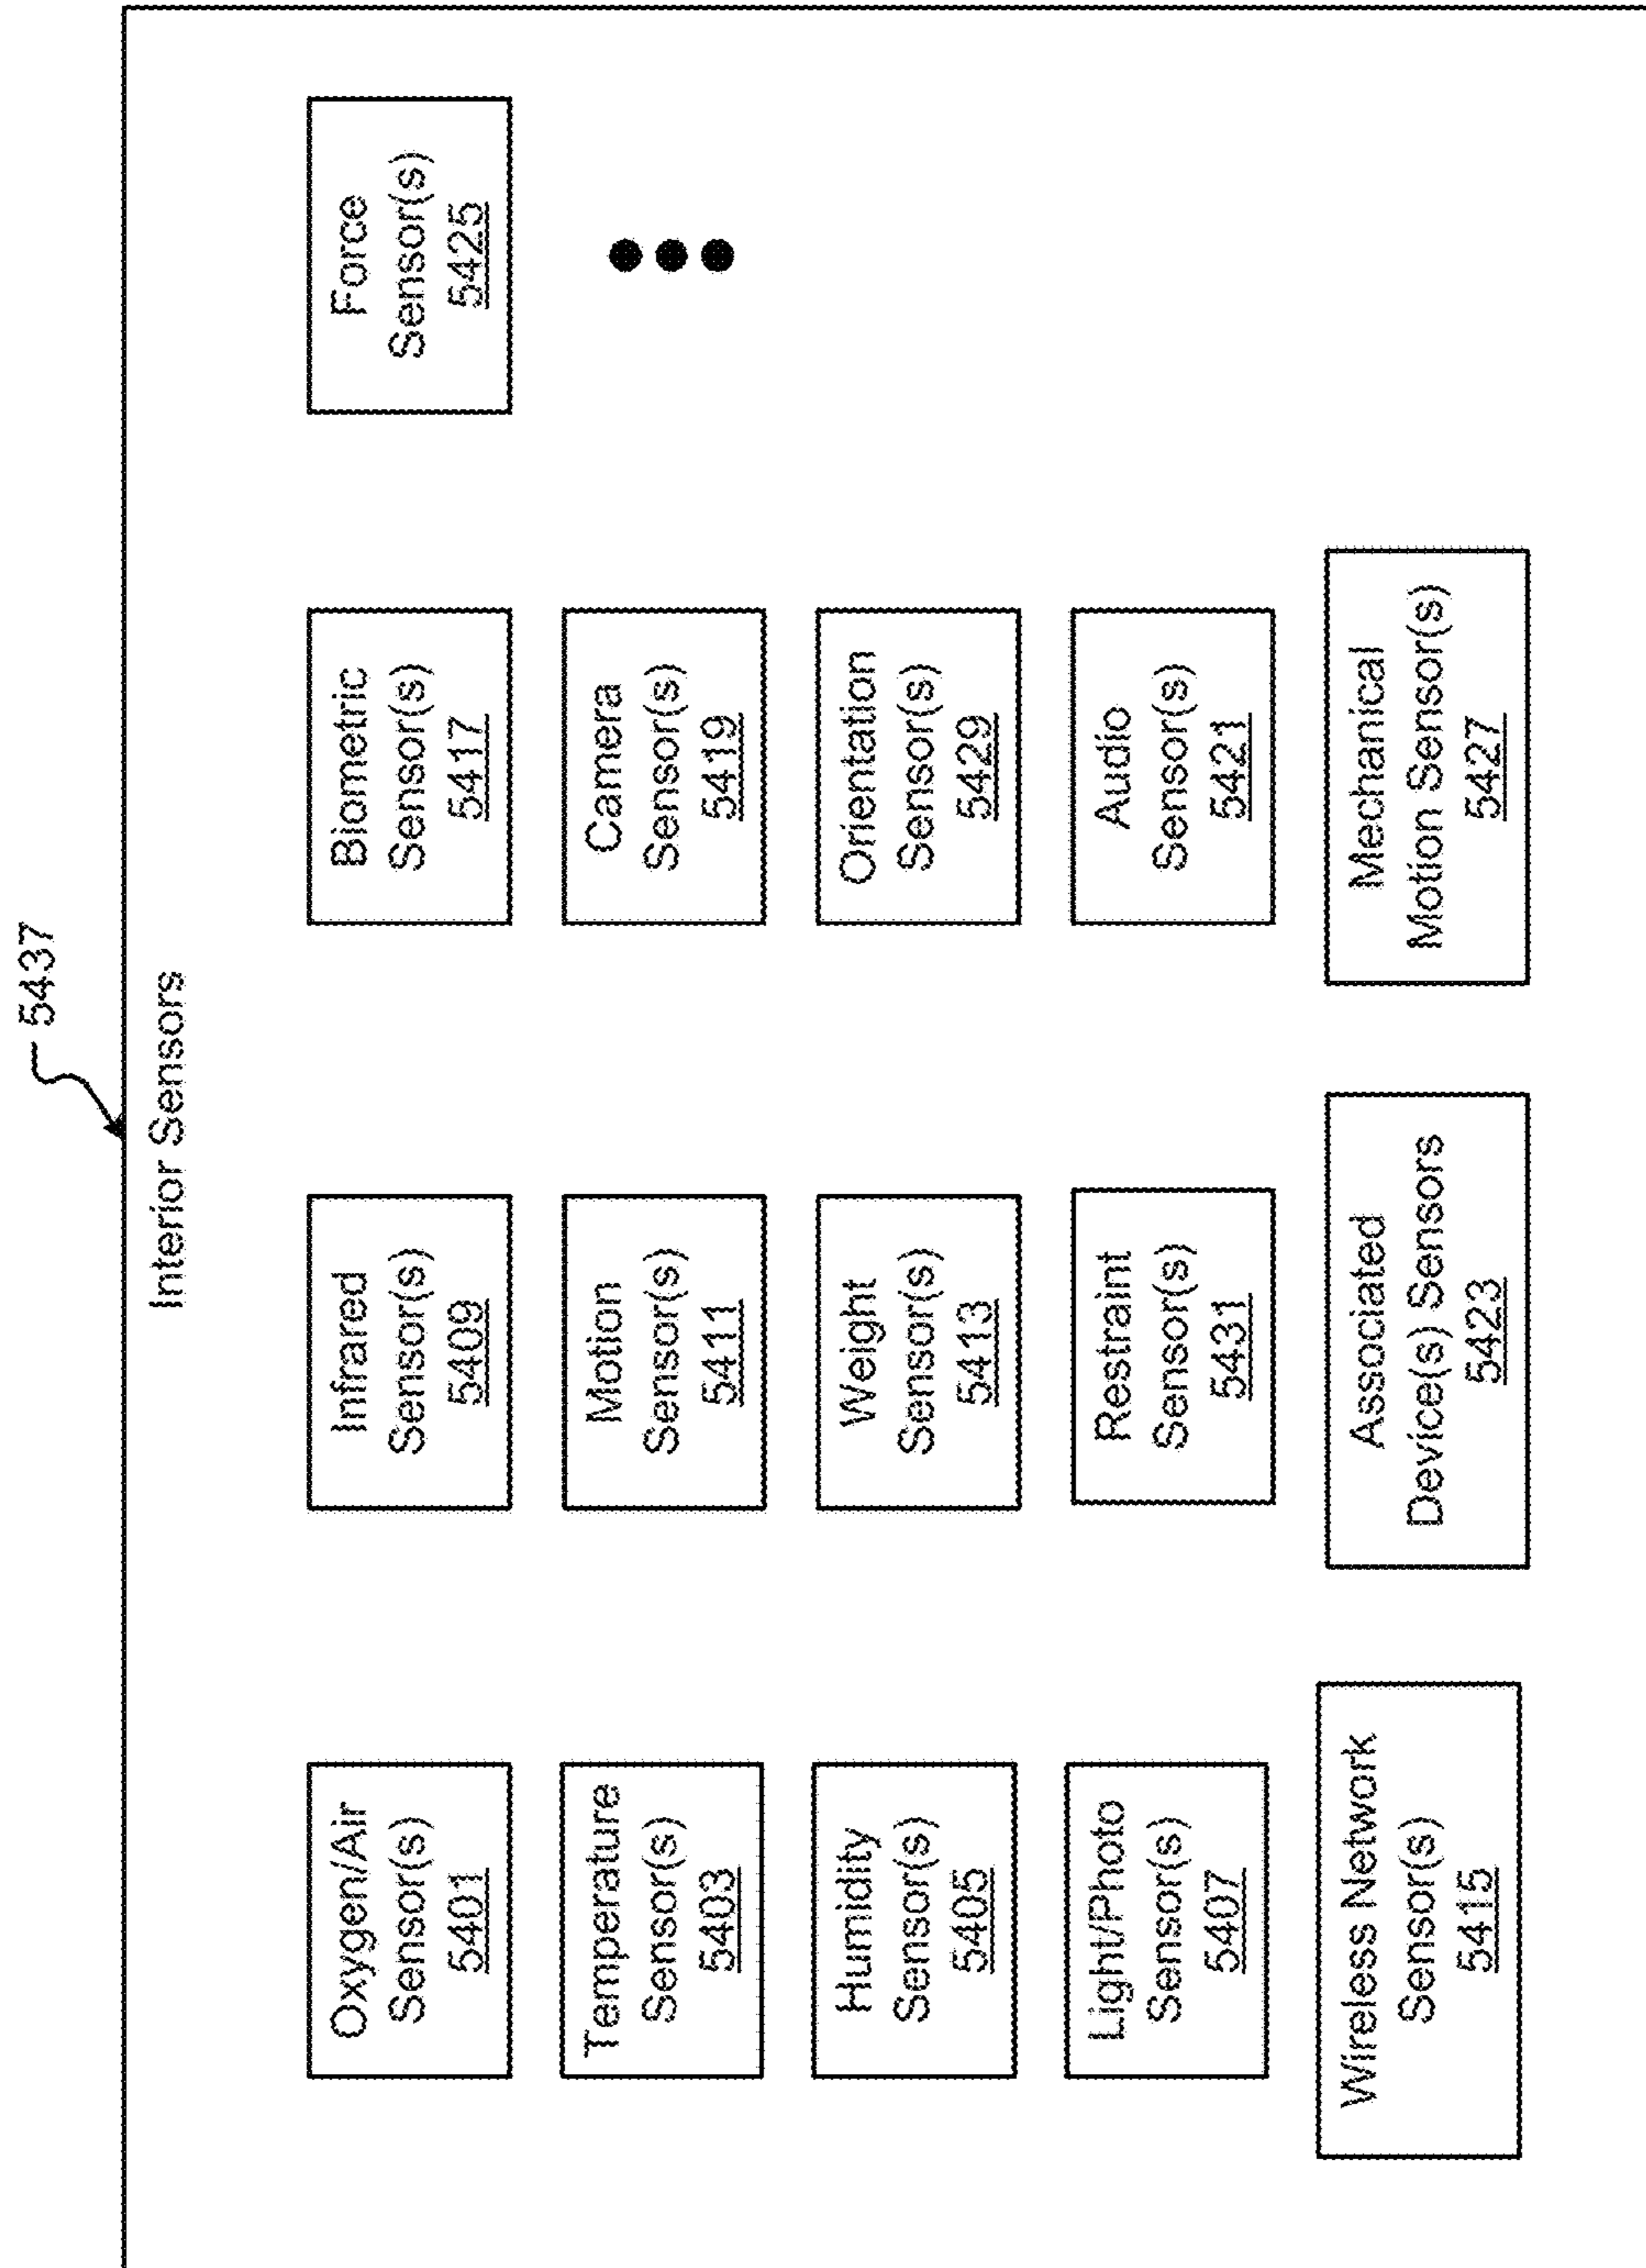 5437
Interior Sensors
Oxygen/Air
Sensor(s)
5401
Temperature
Sensor(s)
5403
Humidity
Sensor(s)
5405
Light/Photo
Sensor(s)
5407
Wireless Network
Sensor(s)
5415
Infrared
Sensor(s)
5409
Motion
Sensor(s)
5411
Weight
Sensor(s)
5413
Restraint
Sensor(s)
5431
Associated
Device(s) Sensors
5423
Biometric
Sensor(s)
5417
Camera
Sensor(s)
5419
Orientation
Sensor(s)
5429
Audio
Sensor(s)
5421
Mechanical
Motion Sensor(s)
5427
Force
Sensor(s)
5425